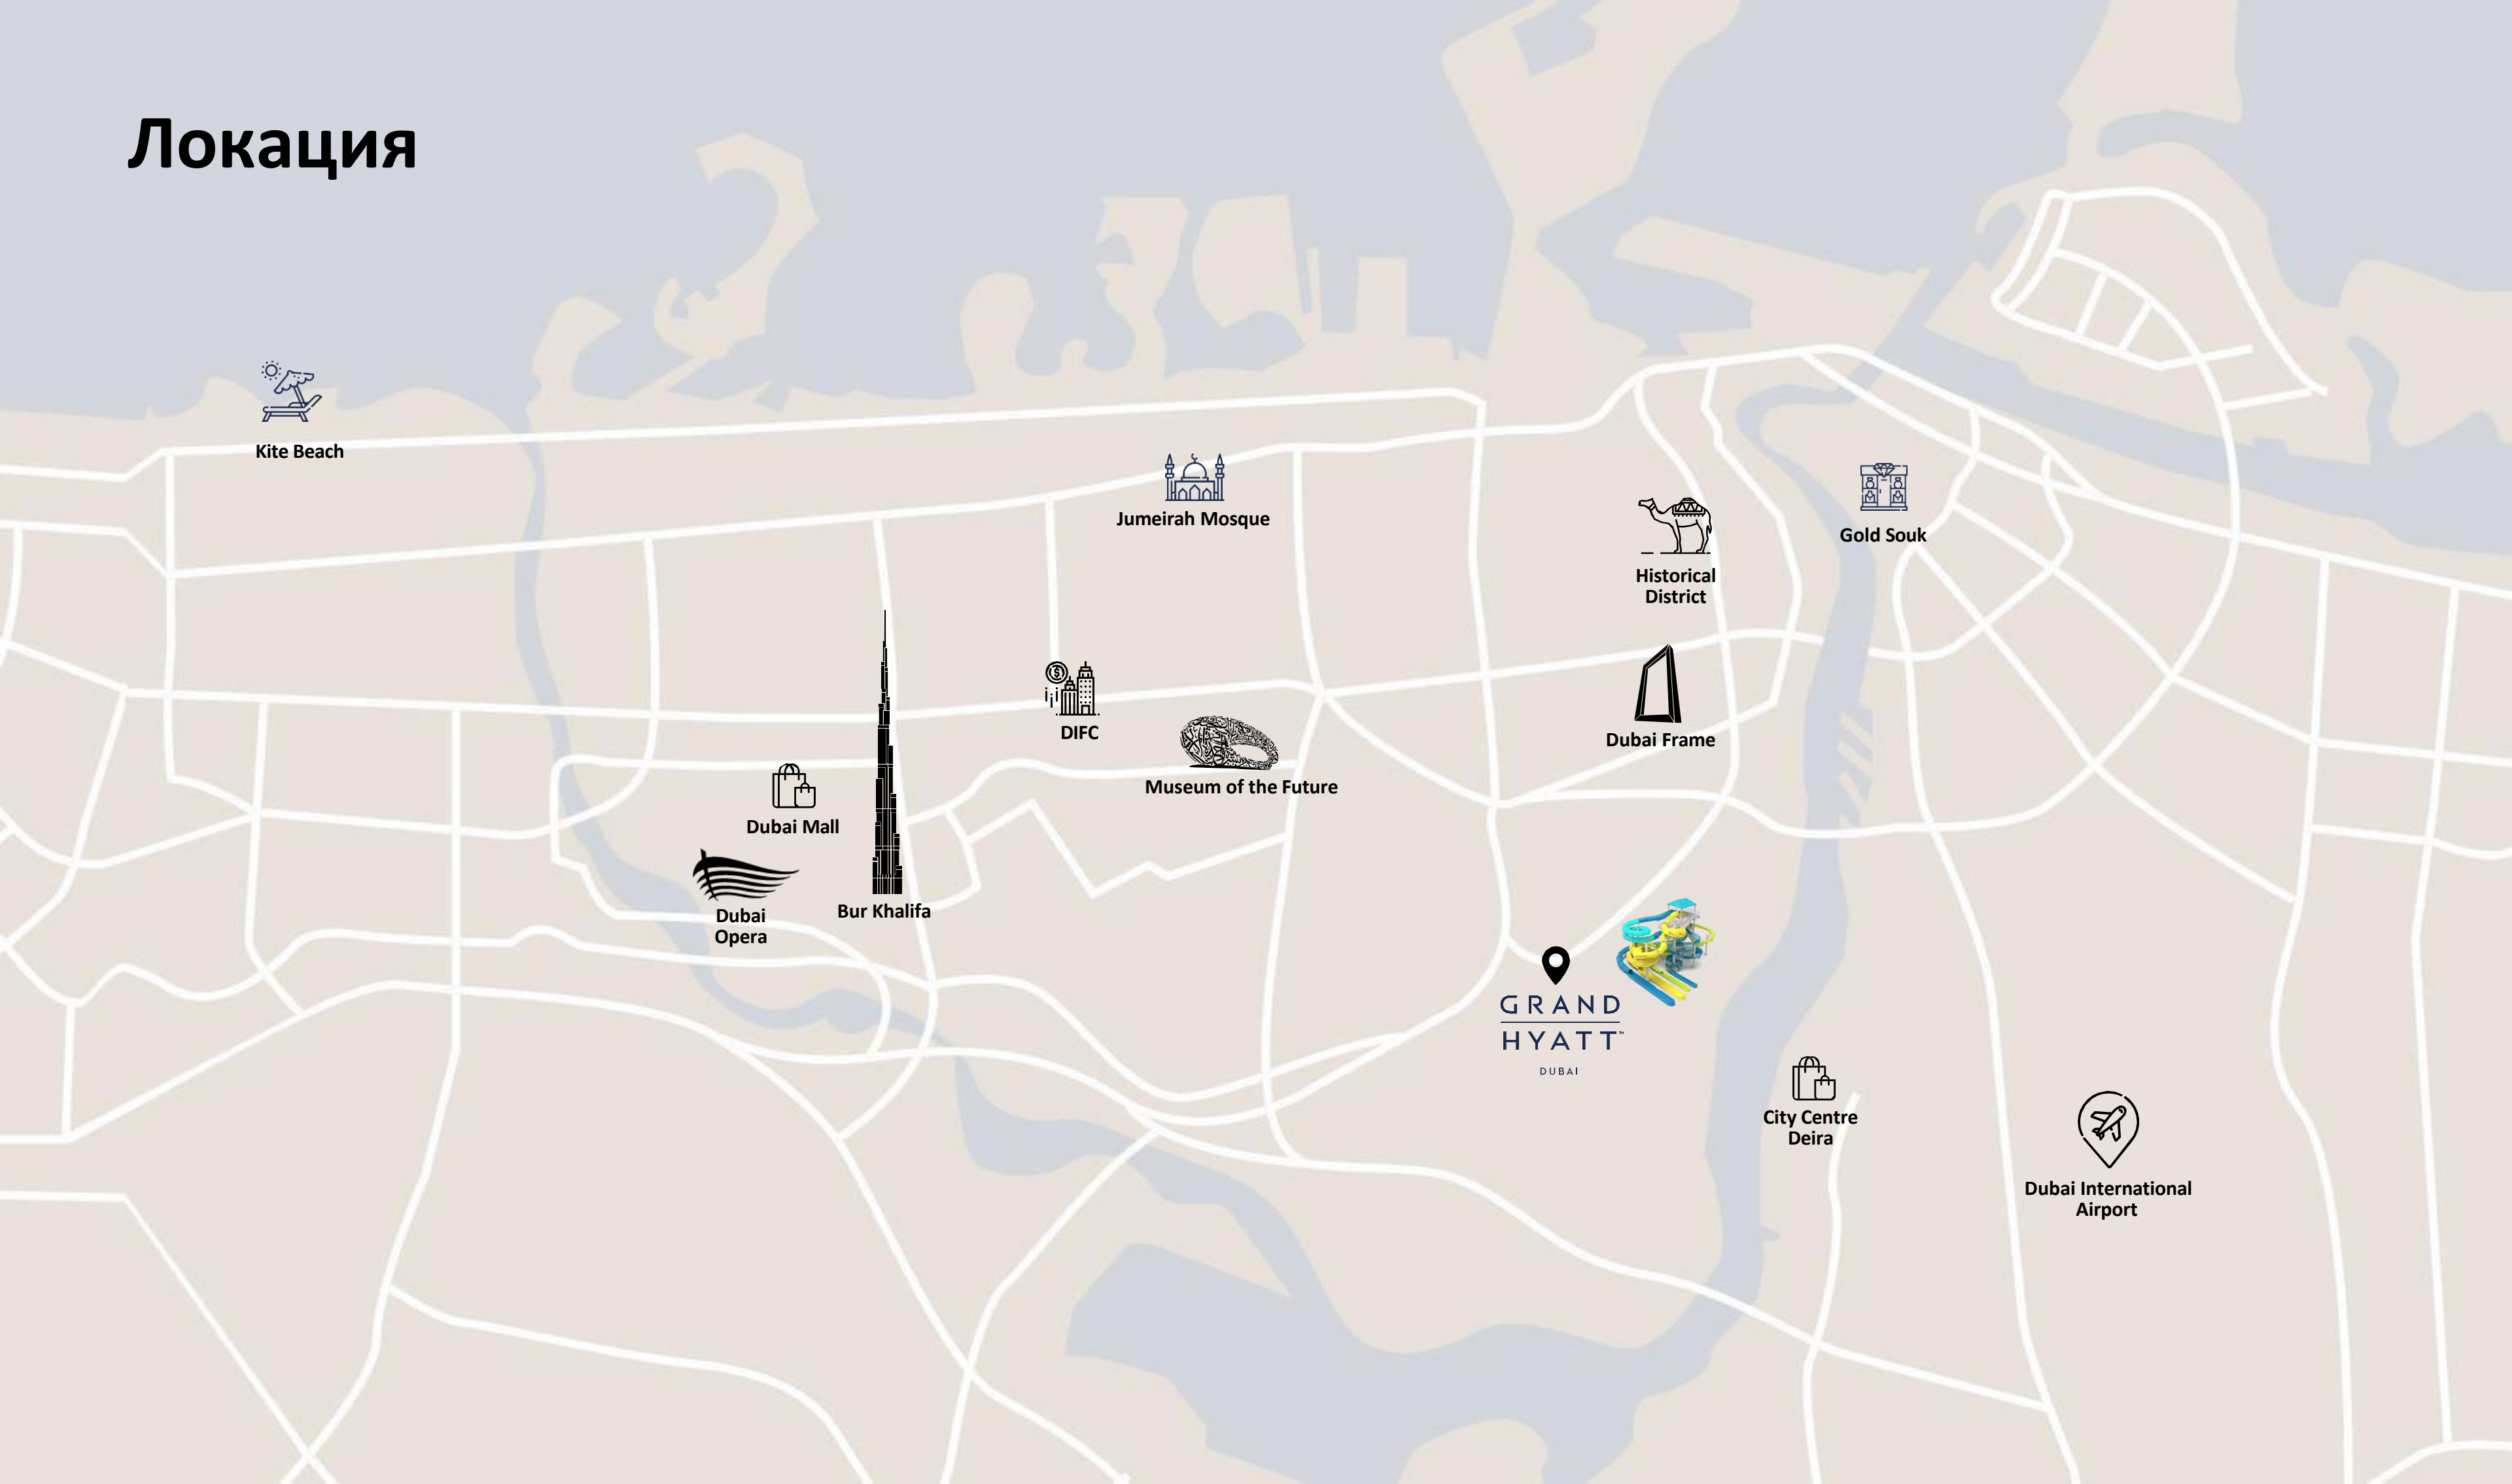 Локация
Kite Beach
Jumeirah Mosque
Gold Souk
Historical
District
DIFC
Dubai Frame
Museum of the Future
Dubai Mall
Bur Khalifa
Dubai
Opera
GRAND
HYATT™
DUBAI
City Centre
Deira
Dubai International
Airport